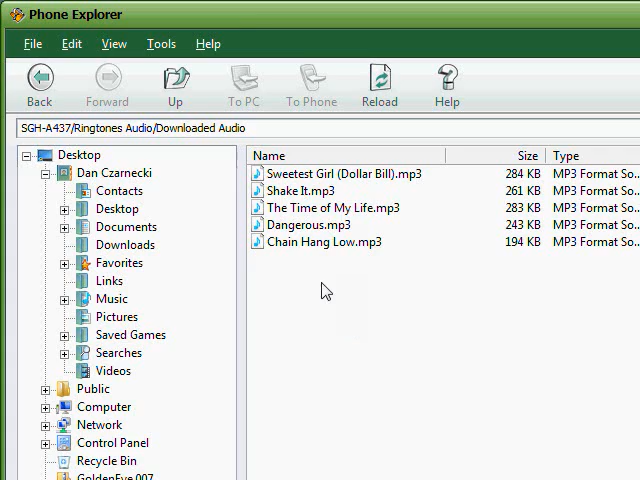 Phone Explorer
File Edit View Tools Help
Back Forward Up To PC To Phone Reload Help
SGH-A437/Ringtones Audio/Downloaded Audio
Desktop
Dan Czarnecki
Contacts
Desktop
Documents
Downloads
Favorites
Links
Music
Pictures
Saved Games
Searches
Videos
Public
Computer
Network
Control Panel
Recycle Bin
GoldenEye 007
Name Size Type
Sweetest Girl (Dollar Bill).mp3 284 KB MP3 Format So...
Shake It.mp3 261 KB MP3 Format So...
The Time of My Life.mp3 283 KB MP3 Format So...
Dangerous.mp3 243 KB MP3 Format So...
Chain Hang Low.mp3 194 KB MP3 Format So...